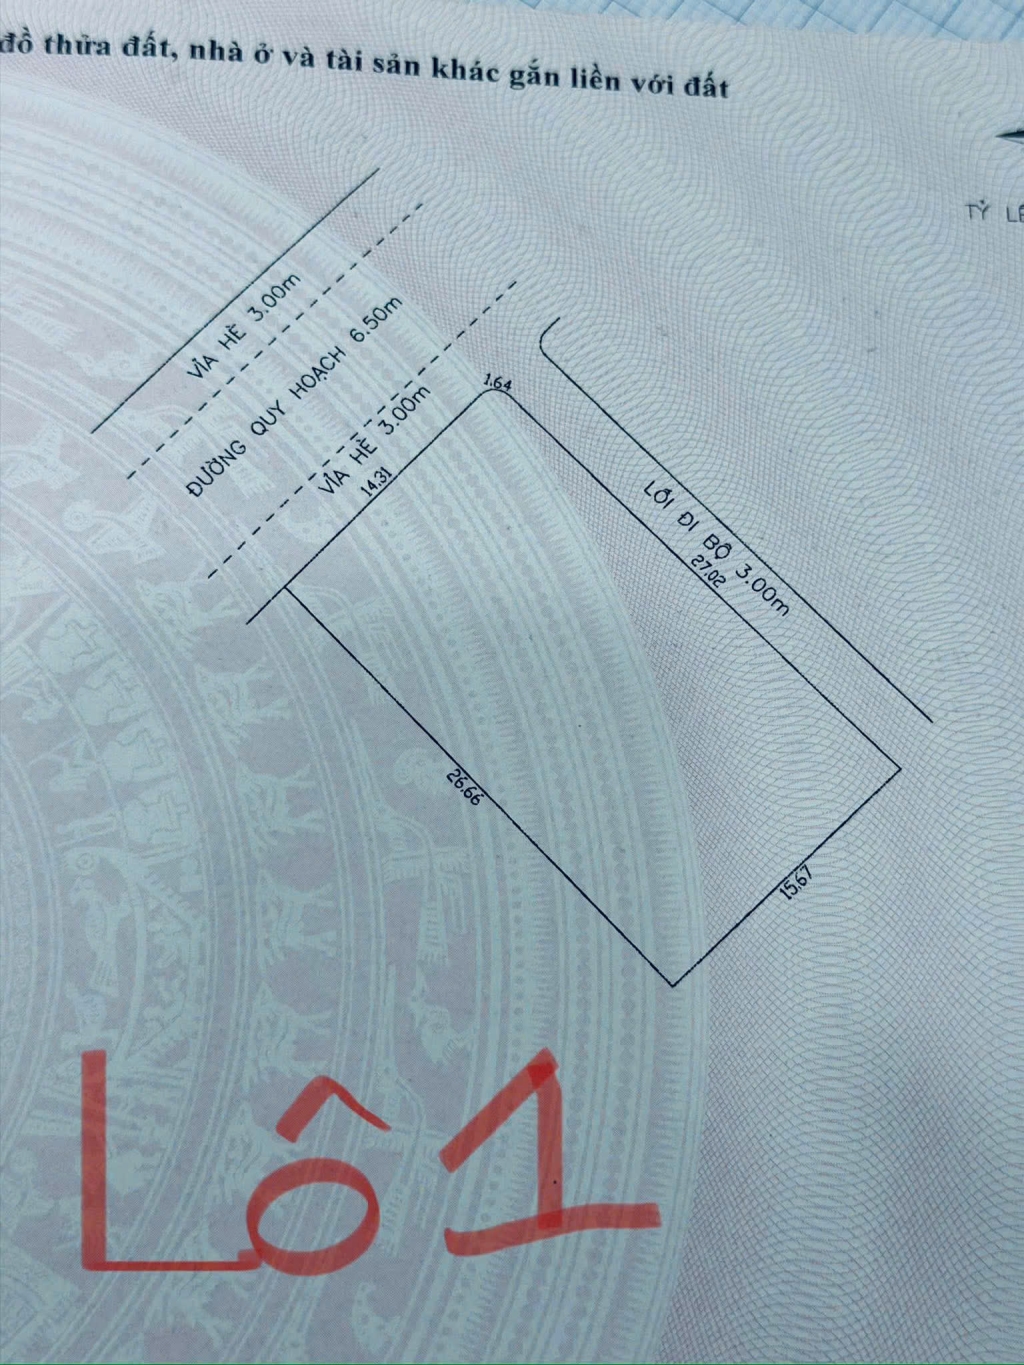 đồ thửa đất, nhà ở và tài sản khác gắn liền với đất
TỶ LỆ
VỈA HÈ 3.00m
ĐƯỜNG QUY HOẠCH 6.50m
VỈA HÈ 3.00m
14.31
1.64
LỐI ĐI BỘ 3.00m
27.02
26.66
15.67
Lô 1